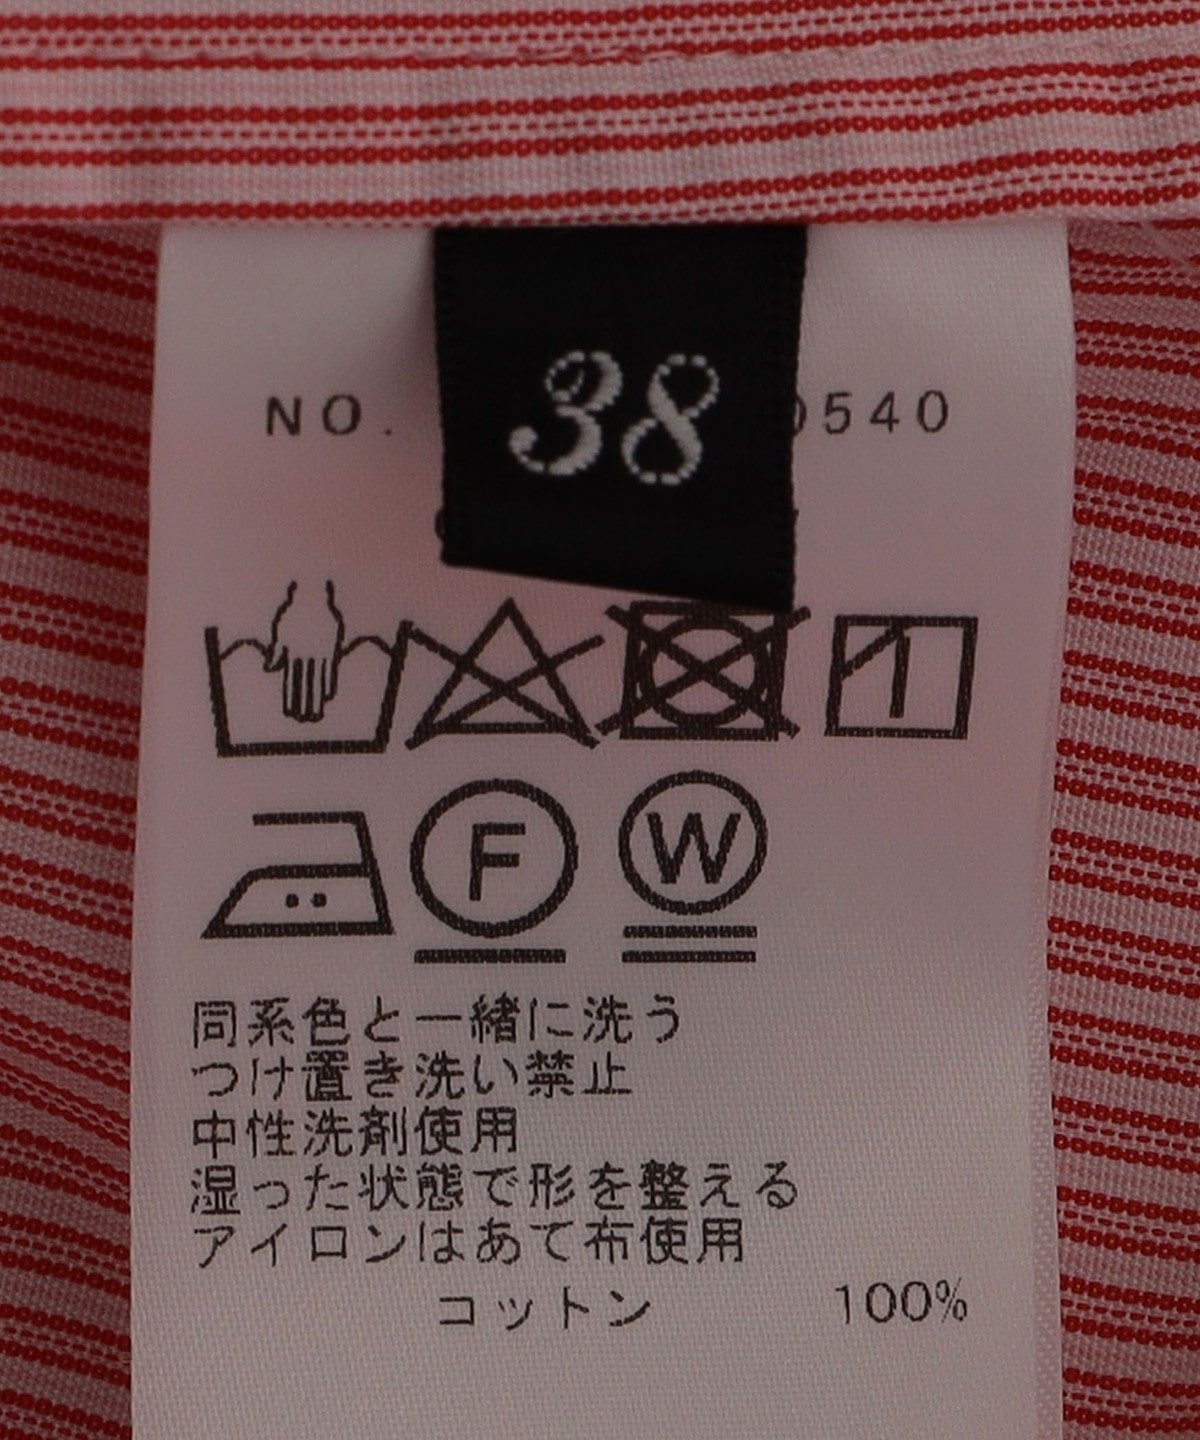 38
NO. 0540
F
W
同系色と一緒に洗う
つけ置き洗い禁止
中性洗剤使用
湿った状態で形を整える
アイロンはあて布使用
コットン 100%